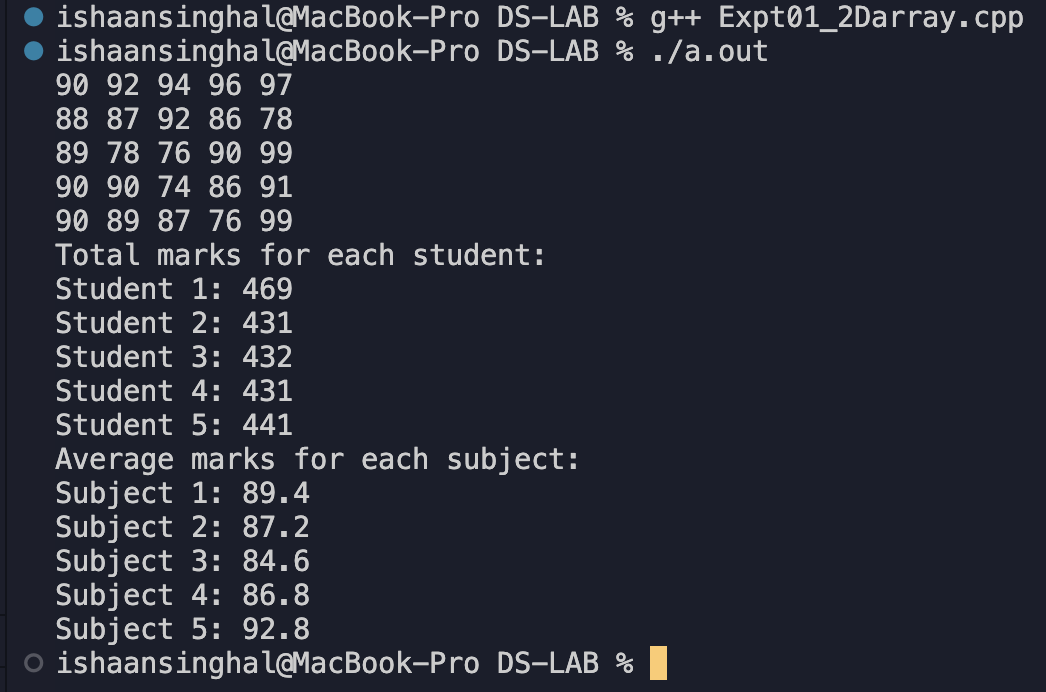 ishaansinghal@MacBook-Pro DS-LAB % g++ Expt01_2Darray.cpp
ishaansinghal@MacBook-Pro DS-LAB % ./a.out
90 92 94 96 97
88 87 92 86 78
89 78 76 90 99
90 90 74 86 91
90 89 87 76 99
Total marks for each student:
Student 1: 469
Student 2: 431
Student 3: 432
Student 4: 431
Student 5: 441
Average marks for each subject:
Subject 1: 89.4
Subject 2: 87.2
Subject 3: 84.6
Subject 4: 86.8
Subject 5: 92.8
ishaansinghal@MacBook-Pro DS-LAB %